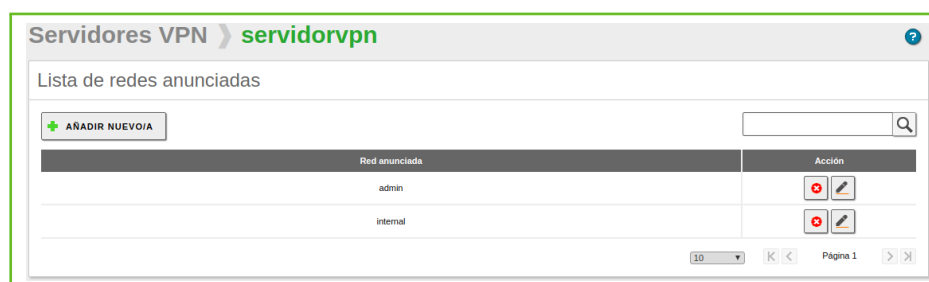 Servidores VPN servidorvpn
Lista de redes anunciadas
AÑADIR NUEVO/A
Red anunciada Acción
admin
internal
10 Página 1